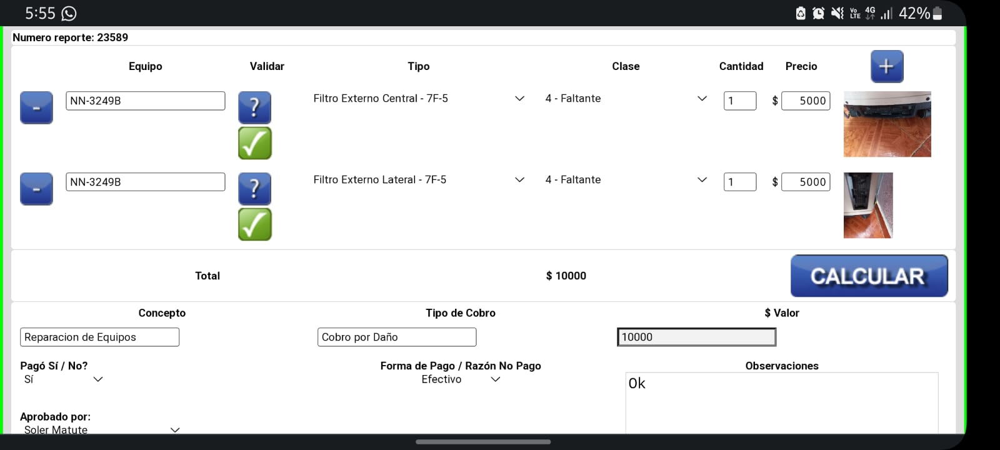 5:55
Vo LTE 4G 42%
Numero reporte: 23589
Equipo Validar Tipo Clase Cantidad Precio +
- NN-3249B ? Filtro Externo Central - 7F-5 4 - Faltante 1 $ 5000
- NN-3249B ? Filtro Externo Lateral - 7F-5 4 - Faltante 1 $ 5000
Total $ 10000 CALCULAR
Concepto Tipo de Cobro $ Valor
Reparacion de Equipos Cobro por Daño 10000
Pagó Sí / No? Forma de Pago / Razón No Pago Observaciones
Sí Efectivo Ok
Aprobado por:
Soler Matute